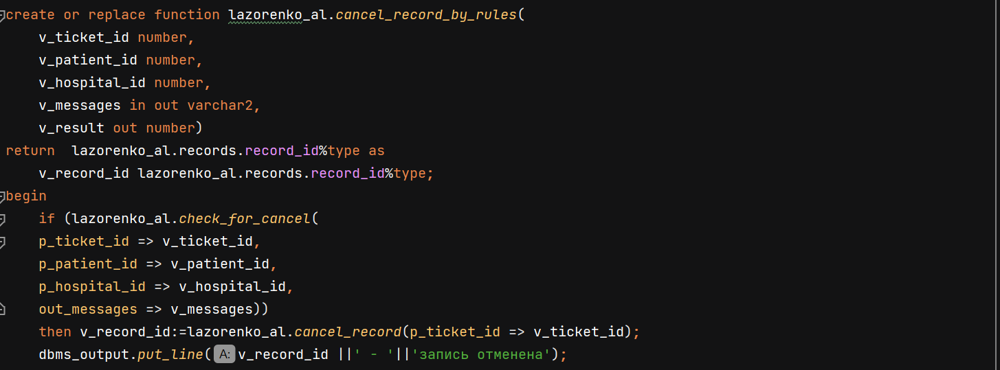 create or replace function lazorenko_al.cancel_record_by_rules(
    v_ticket_id number,
    v_patient_id number,
    v_hospital_id number,
    v_messages in out varchar2,
    v_result out number)
return  lazorenko_al.records.record_id%type as
    v_record_id lazorenko_al.records.record_id%type;
begin
    if (lazorenko_al.check_for_cancel(
    p_ticket_id => v_ticket_id,
    p_patient_id => v_patient_id,
    p_hospital_id => v_hospital_id,
    out_messages => v_messages))
    then v_record_id:=lazorenko_al.cancel_record(p_ticket_id => v_ticket_id);
    dbms_output.put_line( A: v_record_id ||' - '||'запись отменена');